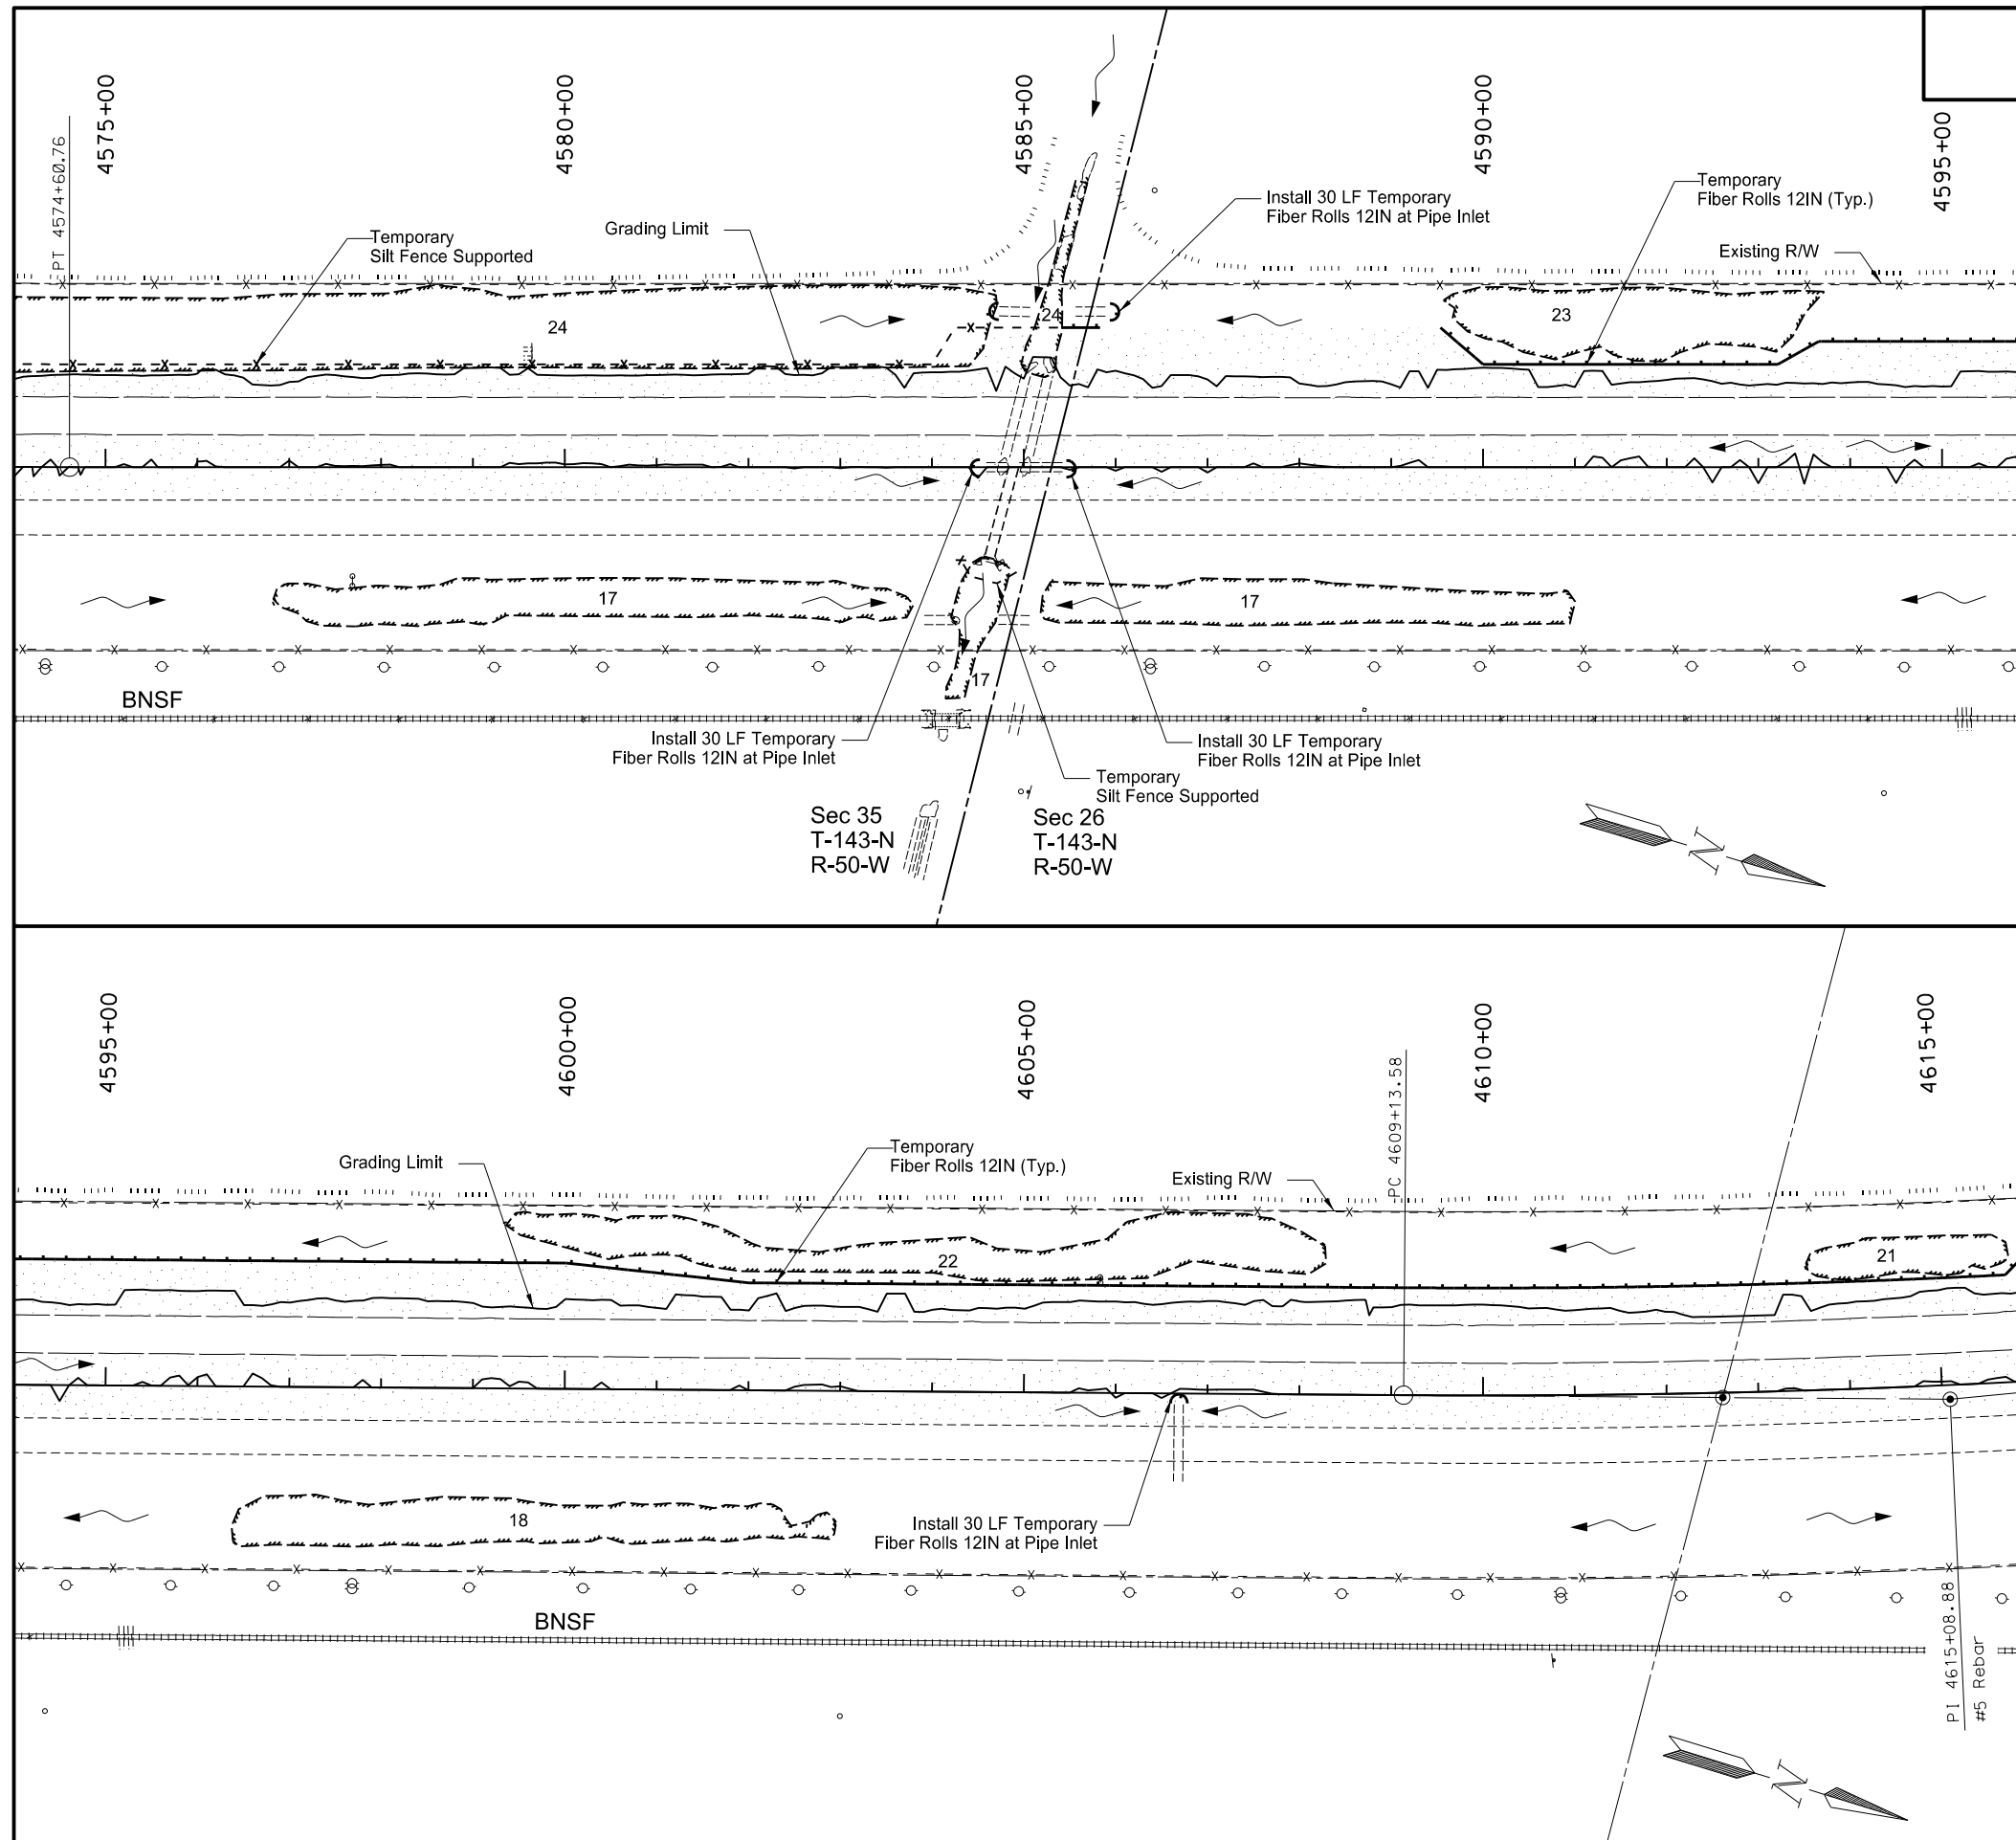 4575+00
4580+00
4585+00
4590+00
4595+00
PT 4574+60.76
Temporary
Silt Fence Supported
Grading Limit
Install 30 LF Temporary
Fiber Rolls 12IN at Pipe Inlet
Temporary
Fiber Rolls 12IN (Typ.)
Existing R/W
24
24
23
17
17
17
BNSF
Install 30 LF Temporary
Fiber Rolls 12IN at Pipe Inlet
Install 30 LF Temporary
Fiber Rolls 12IN at Pipe Inlet
Temporary
Silt Fence Supported
Sec 35
T-143-N
R-50-W
Sec 26
T-143-N
R-50-W
N
4595+00
4600+00
4605+00
4610+00
4615+00
PC 4609+13.58
Grading Limit
Temporary
Fiber Rolls 12IN (Typ.)
Existing R/W
22
21
18
Install 30 LF Temporary
Fiber Rolls 12IN at Pipe Inlet
BNSF
PI 4615+08.88
#5 Rebar
N